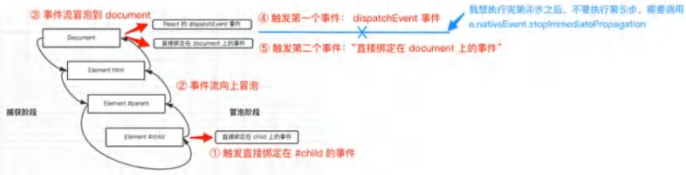 ③ 事件流冒泡到 document
React 的 dispatchEvent 事件
④ 触发第一个事件： dispatchEvent 事件
我想执行完第④步之后，不要执行第⑤步，需要调用
e.nativeEvent.stopImmediatePropagation
Document
直接绑定在 document 上的事件
⑤ 触发第二个事件：“直接绑定在 document 上的事件”
Element html
② 事件流向上冒泡
Element #parent
捕获阶段
冒泡阶段
Element #child
直接绑定在 child 上的事件
① 触发直接绑定在 #child 的事件